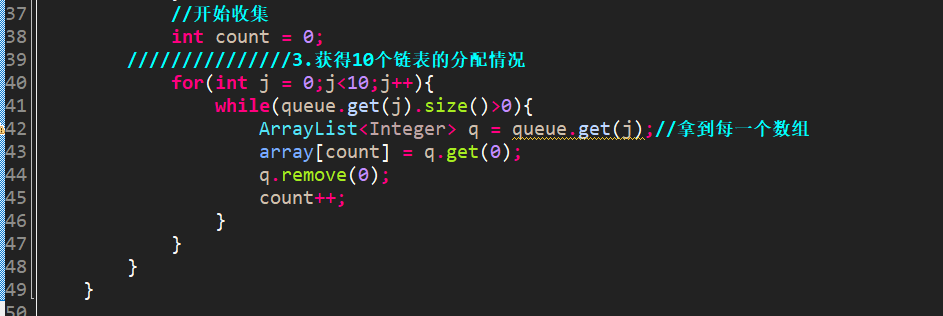 37 //开始收集
38 int count = 0;
39 ///////////////3.获得10个链表的分配情况
40 for(int j = 0;j<10;j++){
41 while(queue.get(j).size()>0){
42 ArrayList<Integer> q = queue.get(j);//拿到每一个数组
43 array[count] = q.get(0);
44 q.remove(0);
45 count++;
46 }
47 }
48 }
49 }
50